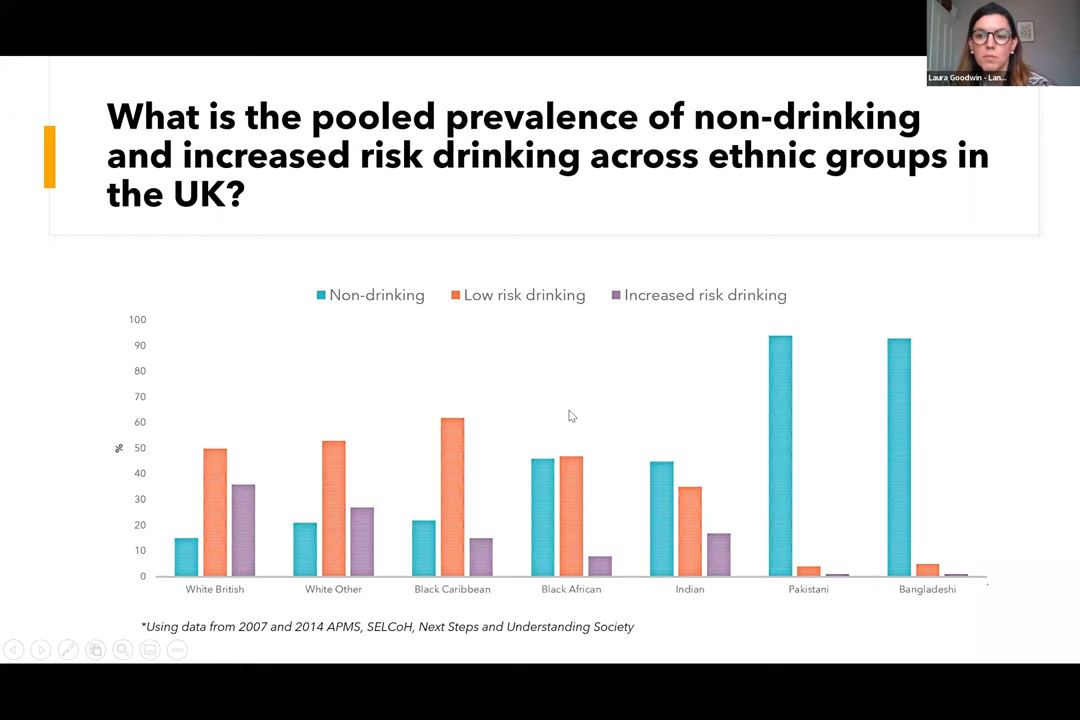 Laura Goodwin - Lan...
What is the pooled prevalence of non-drinking
and increased risk drinking across ethnic groups in
the UK?
Non-drinking Low risk drinking Increased risk drinking
100
90
80
70
60
50
40
30
20
10
0
%
White British White Other Black Caribbean Black African Indian Pakistani Bangladeshi
*Using data from 2007 and 2014 APMS, SELCoH, Next Steps and Understanding Society